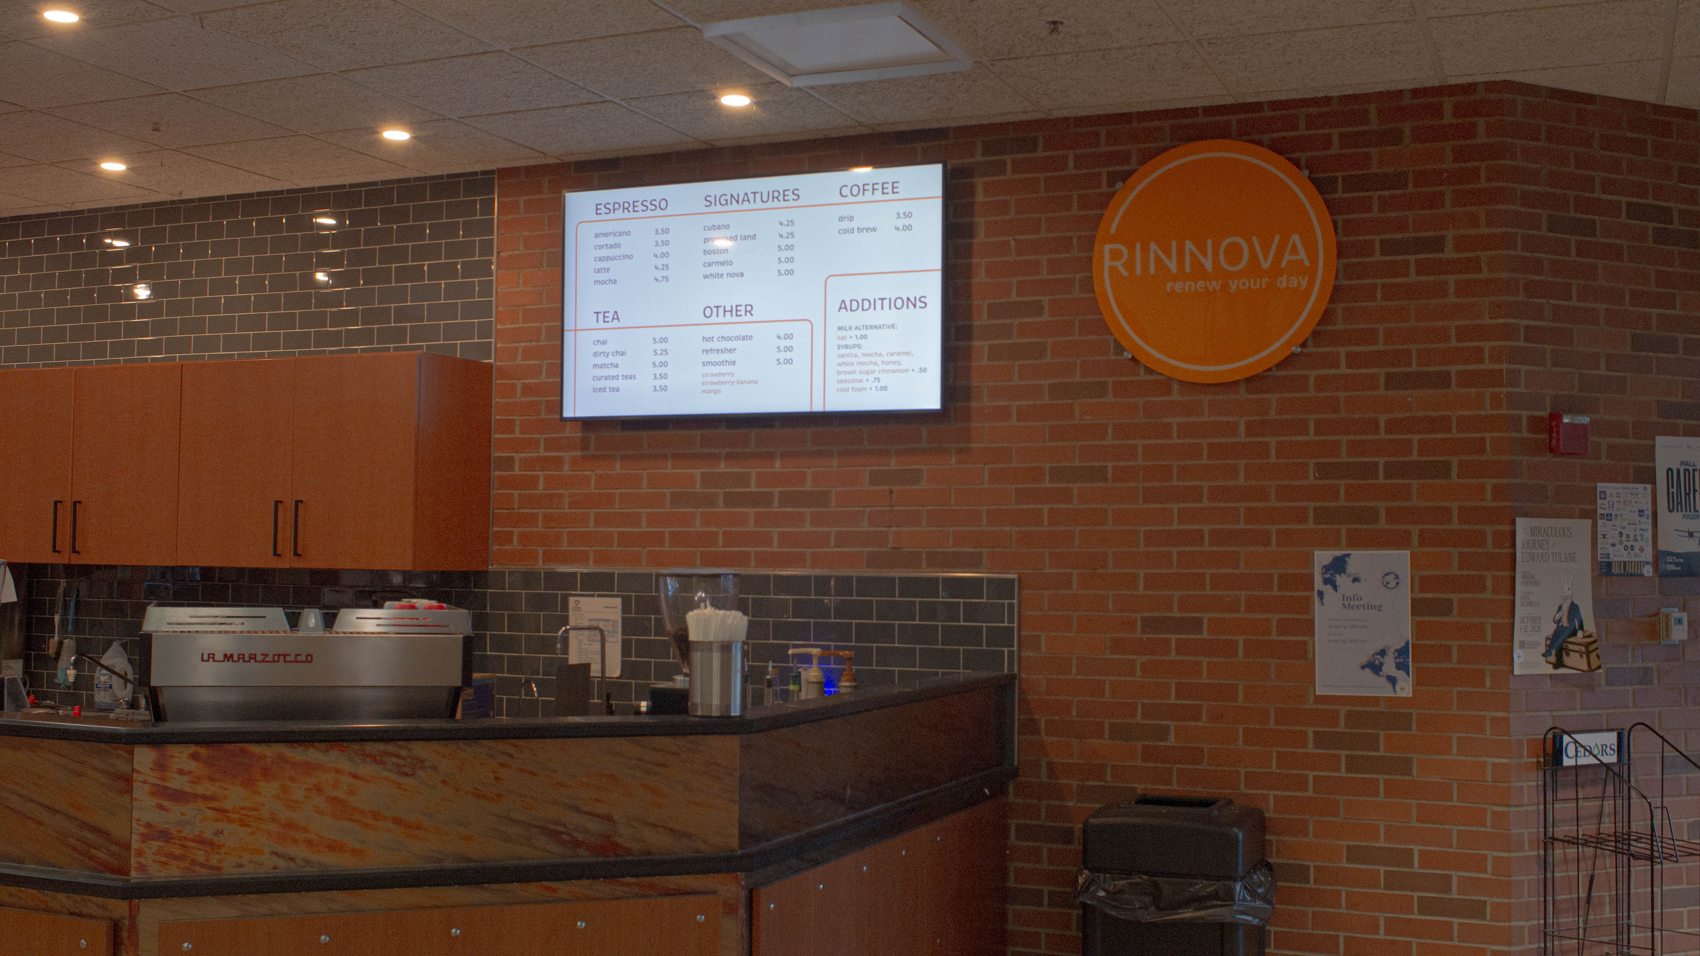 ESPRESSO
americano 3.50
cortado 3.50
cappuccino 4.00
latte 4.25
mocha 4.75
SIGNATURES
cubano 4.25
promised land 4.25
boston 5.00
carmelo 5.00
white nova 5.00
COFFEE
drip 3.50
cold brew 4.00
TEA
chai 5.00
dirty chai 5.25
matcha 5.00
curated teas 3.50
iced tea 3.50
OTHER
hot chocolate 4.00
refresher 5.00
smoothie 5.00
strawberry
strawberry-banana
mango
ADDITIONS
MILK ALTERNATIVE:
oat + 1.00
SYRUPS:
vanilla, mocha, caramel,
white mocha, honey,
brown sugar cinnamon + .50
seasonal + .75
cold foam + 1.00
RINNOVA
renew your day
LA MARZOCCO
Info
Meeting
MIRACULOUS
JOURNEY of
EDWARD TULANE
OCTOBER
FALL
CEDARS